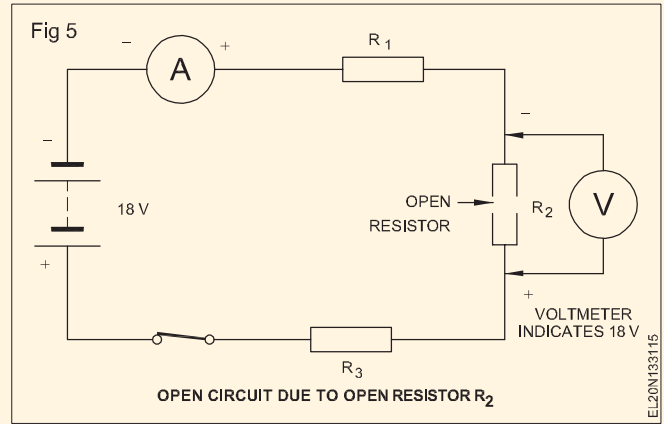 Fig 5
– A +
R1
–
–
18 V
+
OPEN
RESISTOR
R2
V
+
VOLTMETER
INDICATES 18 V
R3
OPEN CIRCUIT DUE TO OPEN RESISTOR R2
EL20N133115